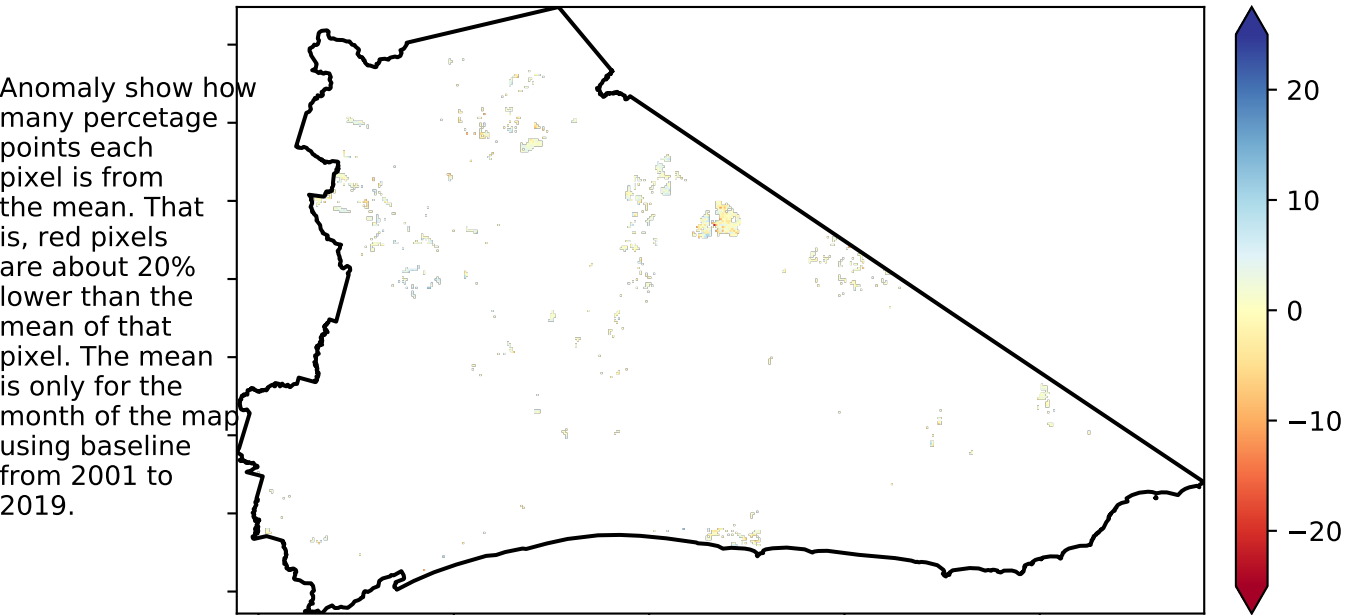 Anomaly show how
many percetage
points each
pixel is from
the mean. That
is, red pixels
are about 20%
lower than the
mean of that
pixel. The mean
is only for the
month of the map
using baseline
from 2001 to
2019.
20
10
0
−10
−20